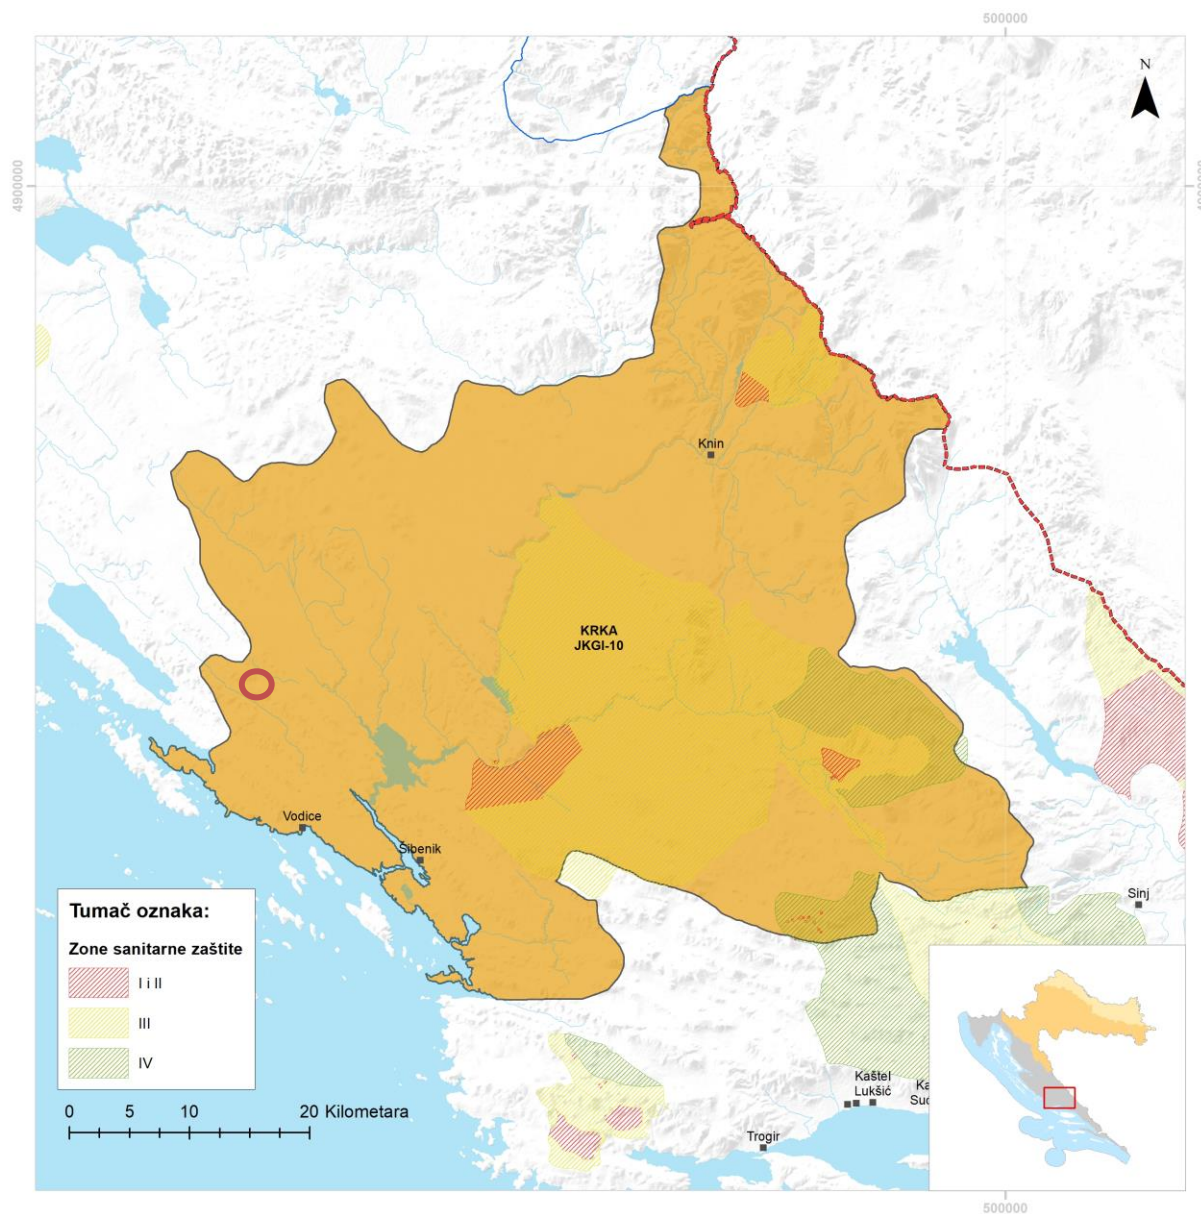 500000
N
4900000
Knin
KRKA
JKGI-10
Vodice
Šibenik
Sinj
Tumač oznaka:
Zone sanitarne zaštite
I i II
III
IV
0 5 10 20 Kilometara
Kaštel
Lukšić
Trogir
500000